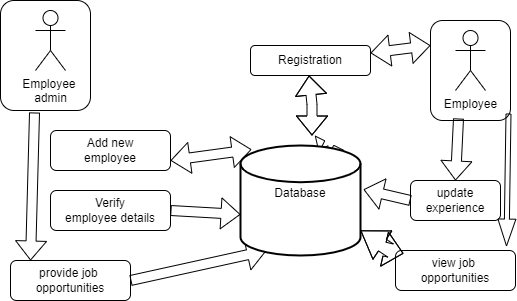 Employee
admin
Registration
Employee
Add new
employee
Database
Verify
employee details
update
experience
provide job
opportunities
view job
opportunities